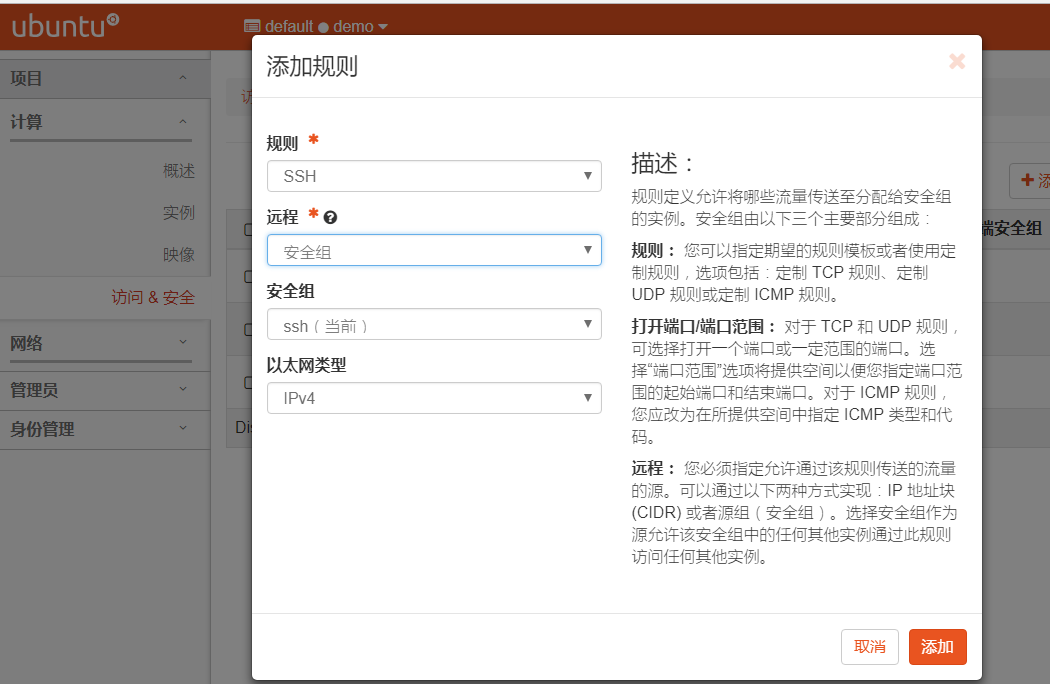 ubuntu
default demo
项目
计算
概述
实例
映像
访问 & 安全
网络
管理员
身份管理
添加规则
规则 *
SSH
远程 *
安全组
安全组
ssh（当前）
以太网类型
IPv4
描述：
规则定义允许将哪些流量传送至分配给安全组
的实例。安全组由以下三个主要部分组成：
规则： 您可以指定期望的规则模板或者使用定
制规则，选项包括：定制 TCP 规则、定制
UDP 规则或定制 ICMP 规则。
打开端口/端口范围： 对于 TCP 和 UDP 规则，
可选择打开一个端口或一定范围的端口。选
择“端口范围”选项将提供空间以便您指定端口范
围的起始端口和结束端口。对于 ICMP 规则，
您应改为在所提供空间中指定 ICMP 类型和代
码。
远程： 您必须指定允许通过该规则传送的流量
的源。可以通过以下两种方式实现：IP 地址块
(CIDR) 或者源组（安全组）。选择安全组作为
源允许该安全组中的任何其他实例通过此规则
访问任何其他实例。
取消
添加
端安全组